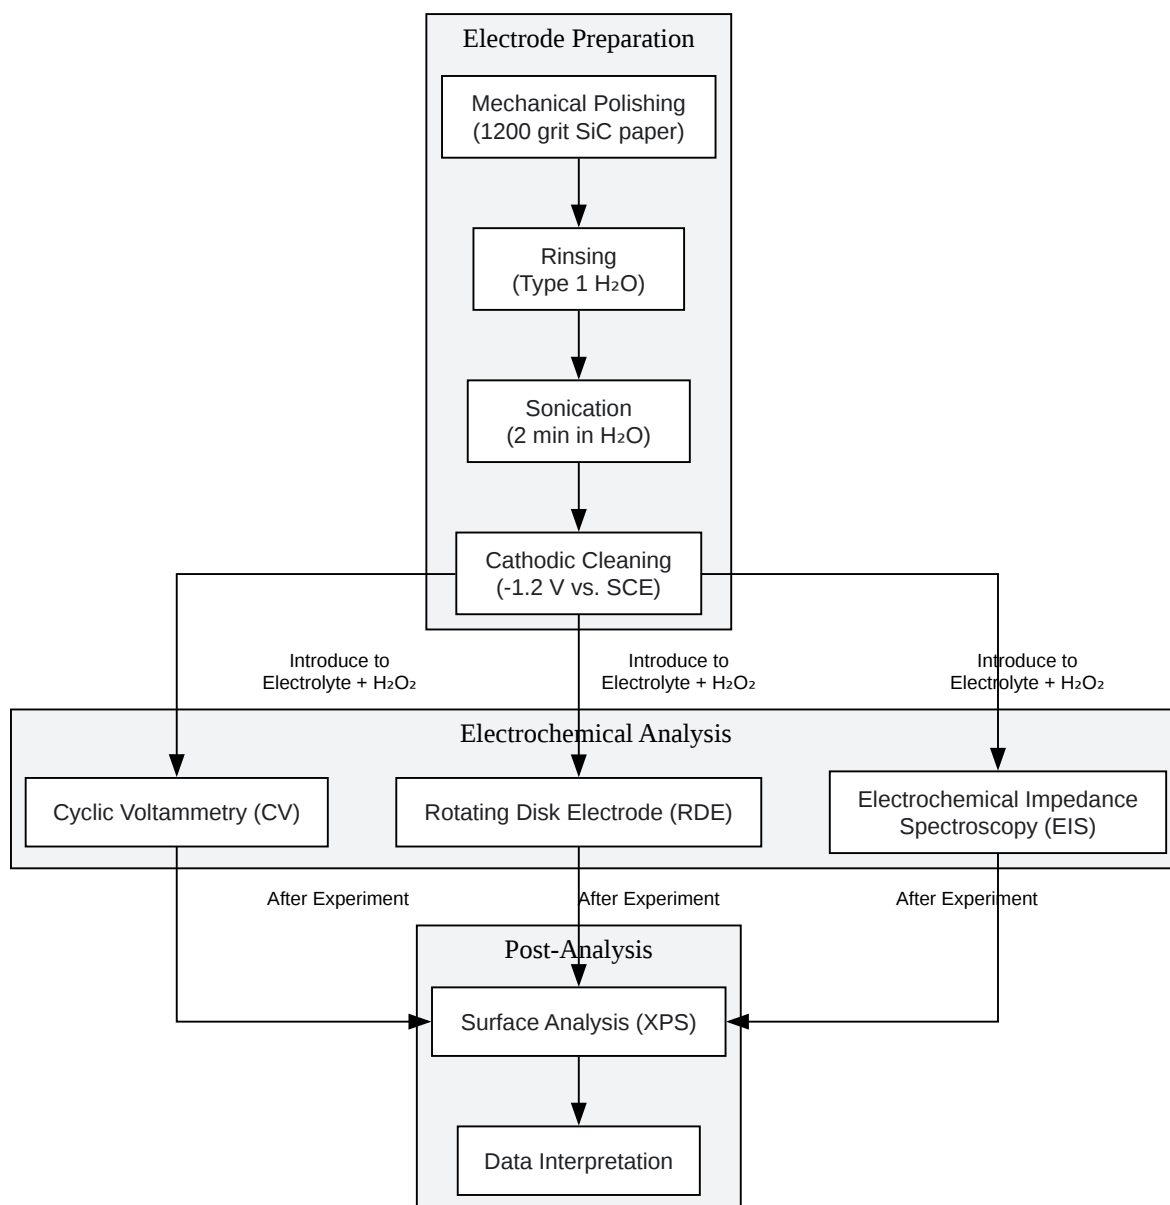 Electrode Preparation
Mechanical Polishing
(1200 grit SiC paper)
Rinsing
(Type 1 H₂O)
Sonication
(2 min in H₂O)
Cathodic Cleaning
(-1.2 V vs. SCE)
Introduce to
Electrolyte + H₂O₂
Introduce to
Electrolyte + H₂O₂
Introduce to
Electrolyte + H₂O₂
Electrochemical Analysis
Cyclic Voltammetry (CV)
Rotating Disk Electrode (RDE)
Electrochemical Impedance
Spectroscopy (EIS)
After Experiment
After Experiment
After Experiment
Post-Analysis
Surface Analysis (XPS)
Data Interpretation